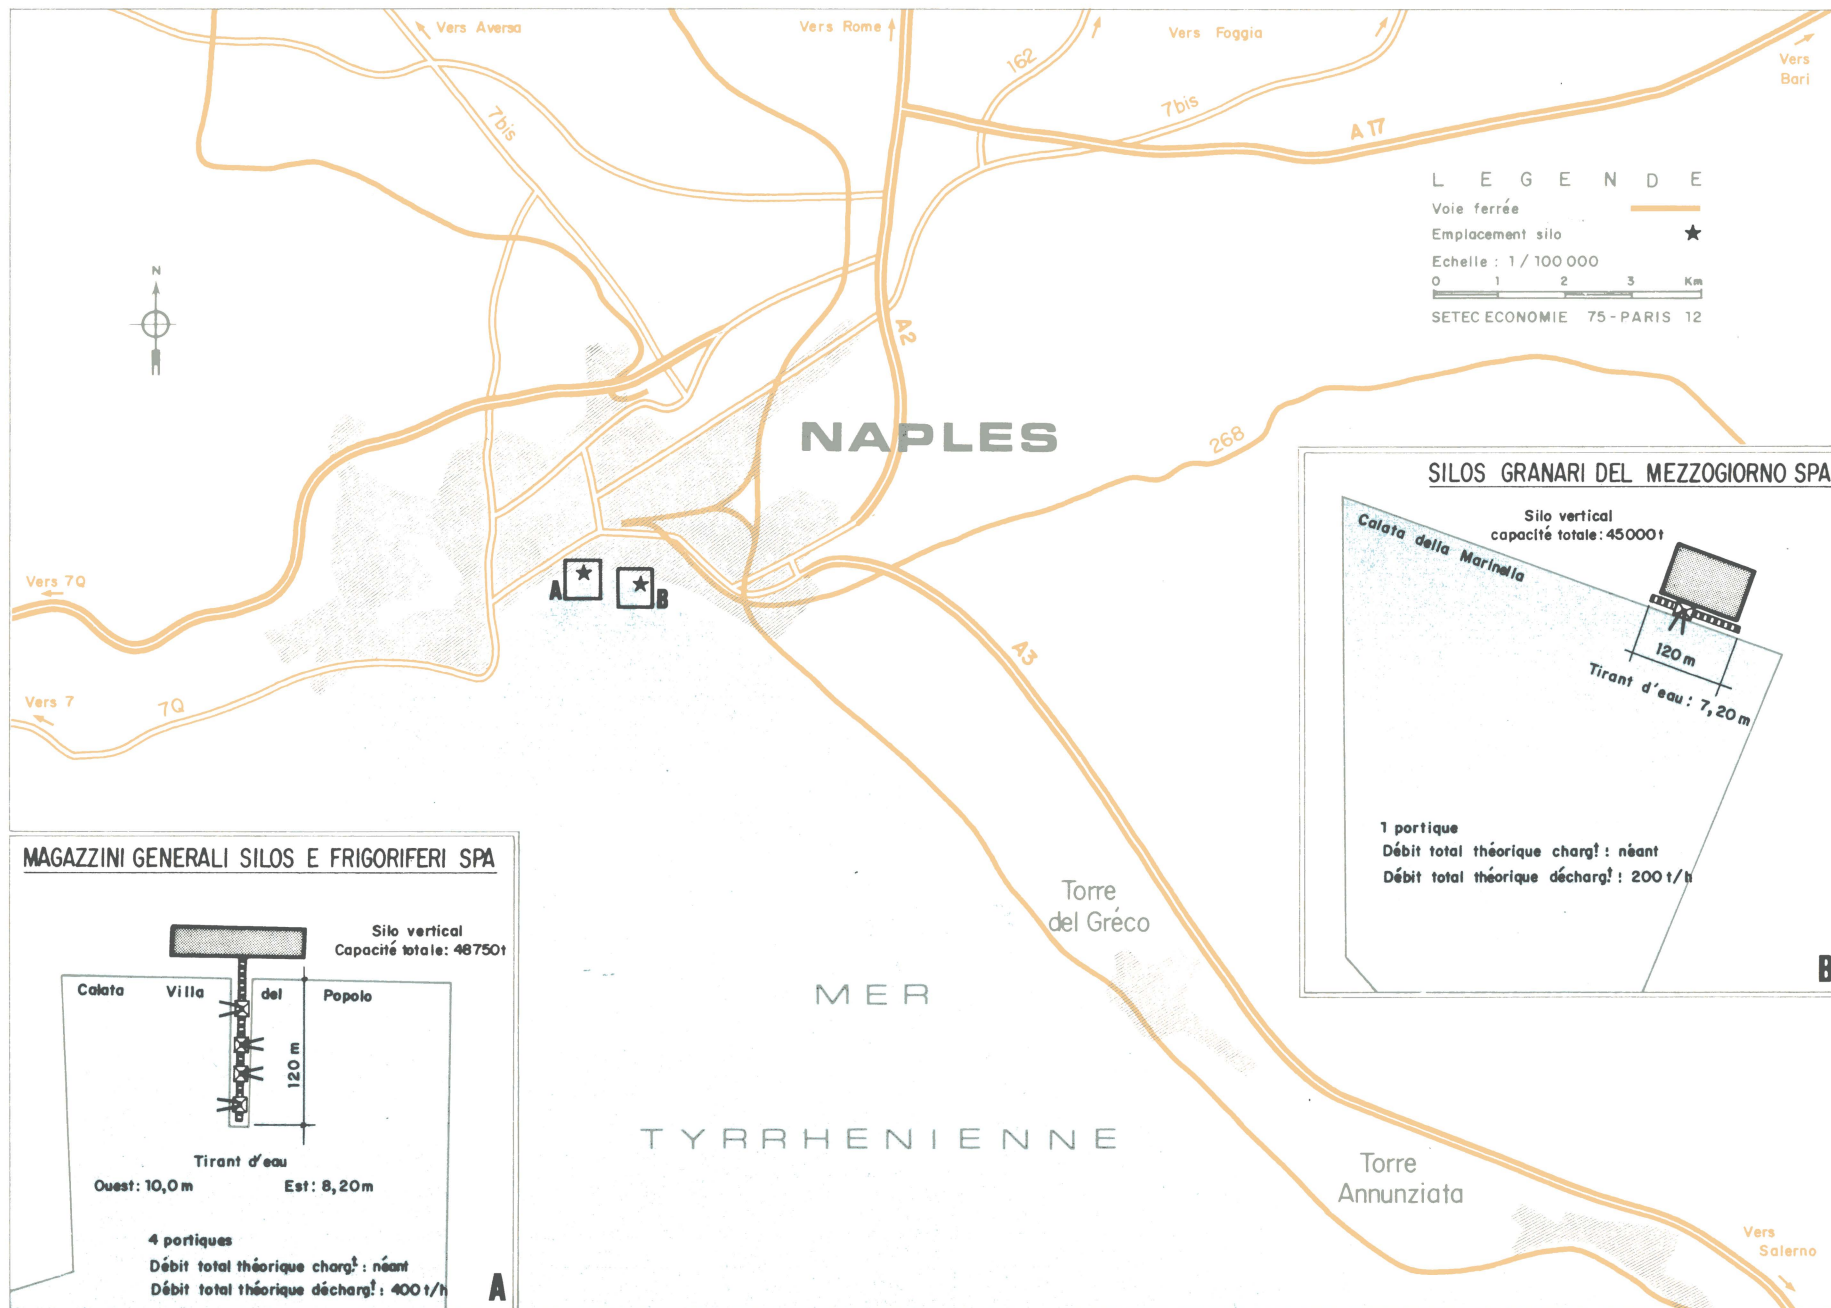 Vers Aversa
Vers Rome
Vers Foggia
Vers
Bari
162
7bis
7bis
A 17
L E G E N D E
Voie ferrée
Emplacement silo
Echelle : 1 / 100 000
0 1 2 3 Km
SETEC ECONOMIE 75 - PARIS 12
N
A2
NAPLES
268
SILOS GRANARI DEL MEZZOGIORNO SPA
Silo vertical
capacité totale: 45000t
Calata della Marinella
120 m
Tirant d'eau : 7,20 m
1 portique
Débit total théorique charg.t : néant
Débit total théorique décharg.t : 200 t/h
B
Vers 7Q
A
B
A3
Vers 7
7Q
MAGAZZINI GENERALI SILOS E FRIGORIFERI SPA
Silo vertical
Capacité totale: 48750t
Calata Villa del Popolo
120 m
Tirant d'eau
Ouest: 10,0 m Est: 8,20m
4 portiques
Débit total théorique charg.t : néant
Débit total théorique décharg.t : 400 t/h
A
Torre
del Gréco
MER
TYRRHENIENNE
Torre
Annunziata
Vers
Salerno